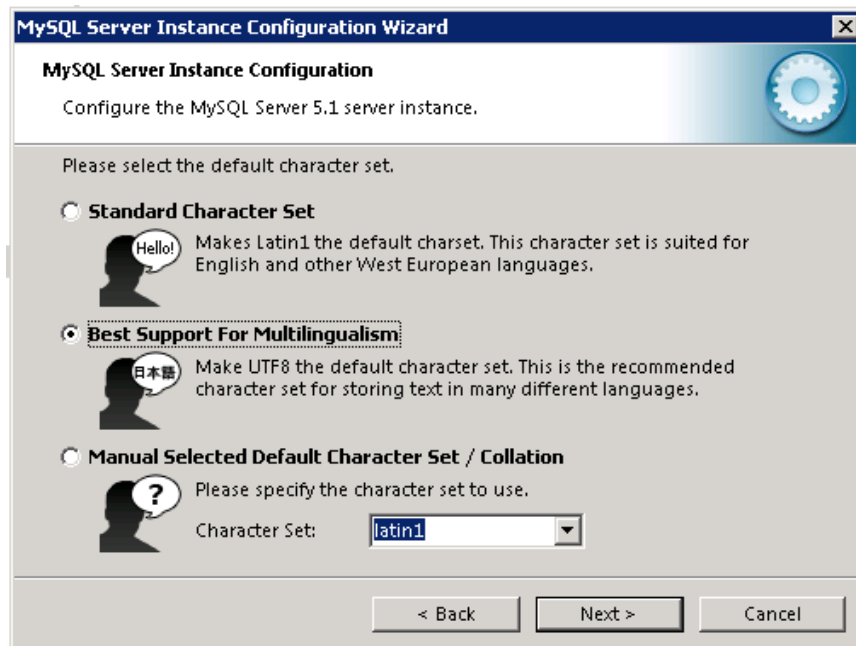 MySQL Server Instance Configuration Wizard
MySQL Server Instance Configuration
Configure the MySQL Server 5.1 server instance.
Please select the default character set.
Standard Character Set
Hello!
Makes Latin1 the default charset. This character set is suited for
English and other West European languages.
Best Support For Multilingualism
日本語
Make UTF8 the default character set. This is the recommended
character set for storing text in many different languages.
Manual Selected Default Character Set / Collation
?
Please specify the character set to use.
Character Set: latin1
< Back Next > Cancel